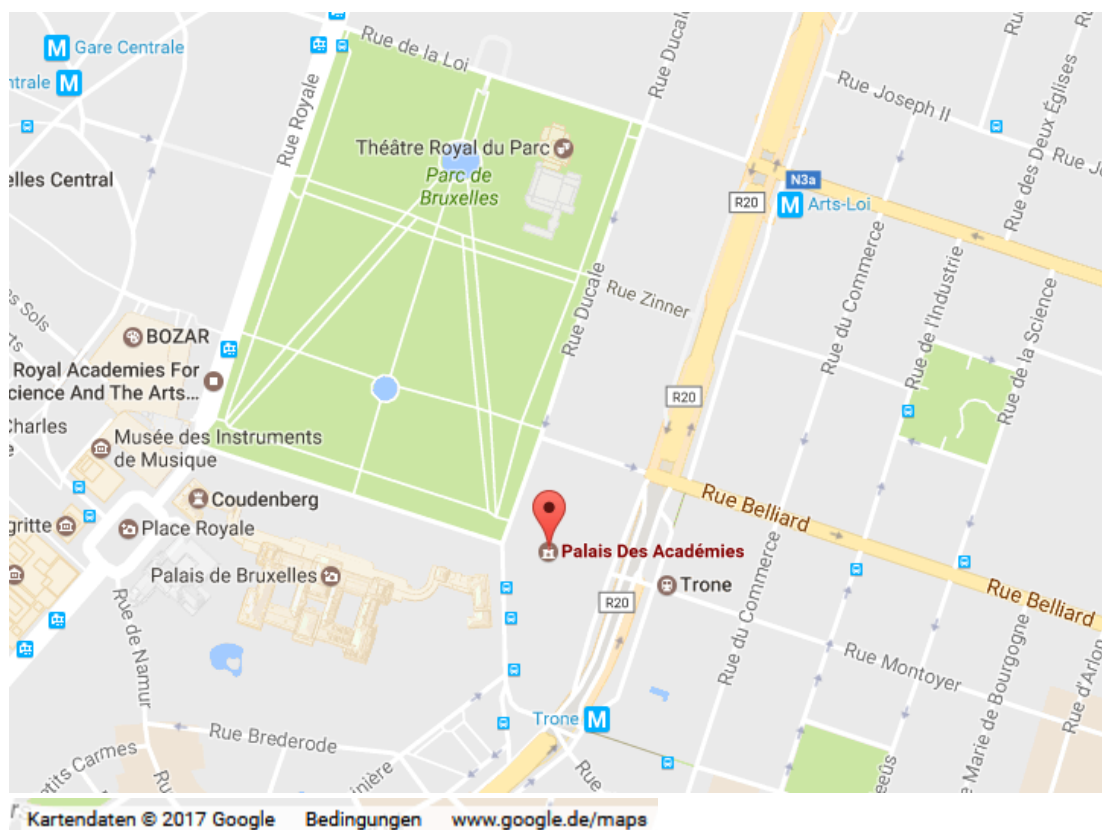 Gare Centrale
ntrale
Rue de la Loi
Rue Ducale
Rue Royale
Rue Joseph II
Rue des Deux Églises
Théâtre Royal du Parc
Parc de
Bruxelles
elles Central
N3a
R20
Arts-Loi
Rue Zinner
Rue Ducale
Rue du Commerce
Rue de l'Industrie
Rue de la Science
BOZAR
Royal Academies For
cience And The Arts...
R20
Charles
Musée des Instruments
de Musique
Coudenberg
gritte
Place Royale
Rue Belliard
Palais Des Académies
Palais de Bruxelles
Trone
R20
Rue Belliard
Rue du Commerce
Rue Montoyer
Rue de Namur
Marie de Bourgogne
Rue d'Arlon
Trone
Rue Brederode
Rue
etits Carmes
Kartendaten © 2017 Google Bedingungen www.google.de/maps